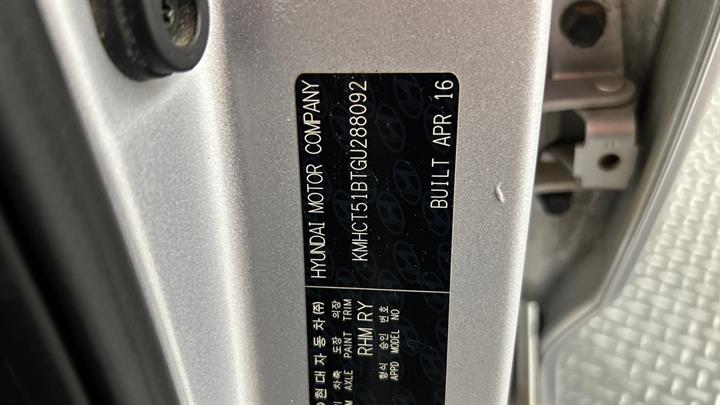 HYUNDAI MOTOR COMPANY
KMHCT51BTGU288092
BUILT APR 16
현대자동차㈜
차축 도장 외장
AXLE PAINT TRIM
RHM RY
형식 승인 번호
APPD MODEL NO